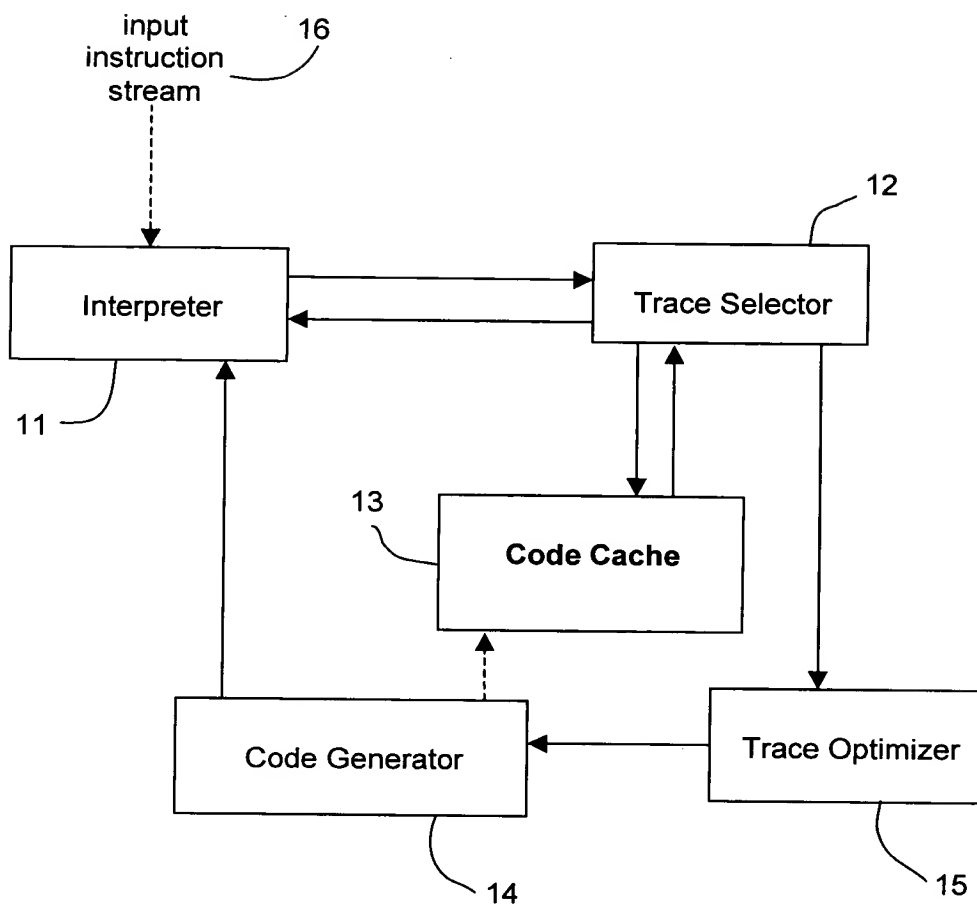 input
instruction
stream
16
12
Interpreter
Trace Selector
11
13
Code Cache
Code Generator
Trace Optimizer
14
15